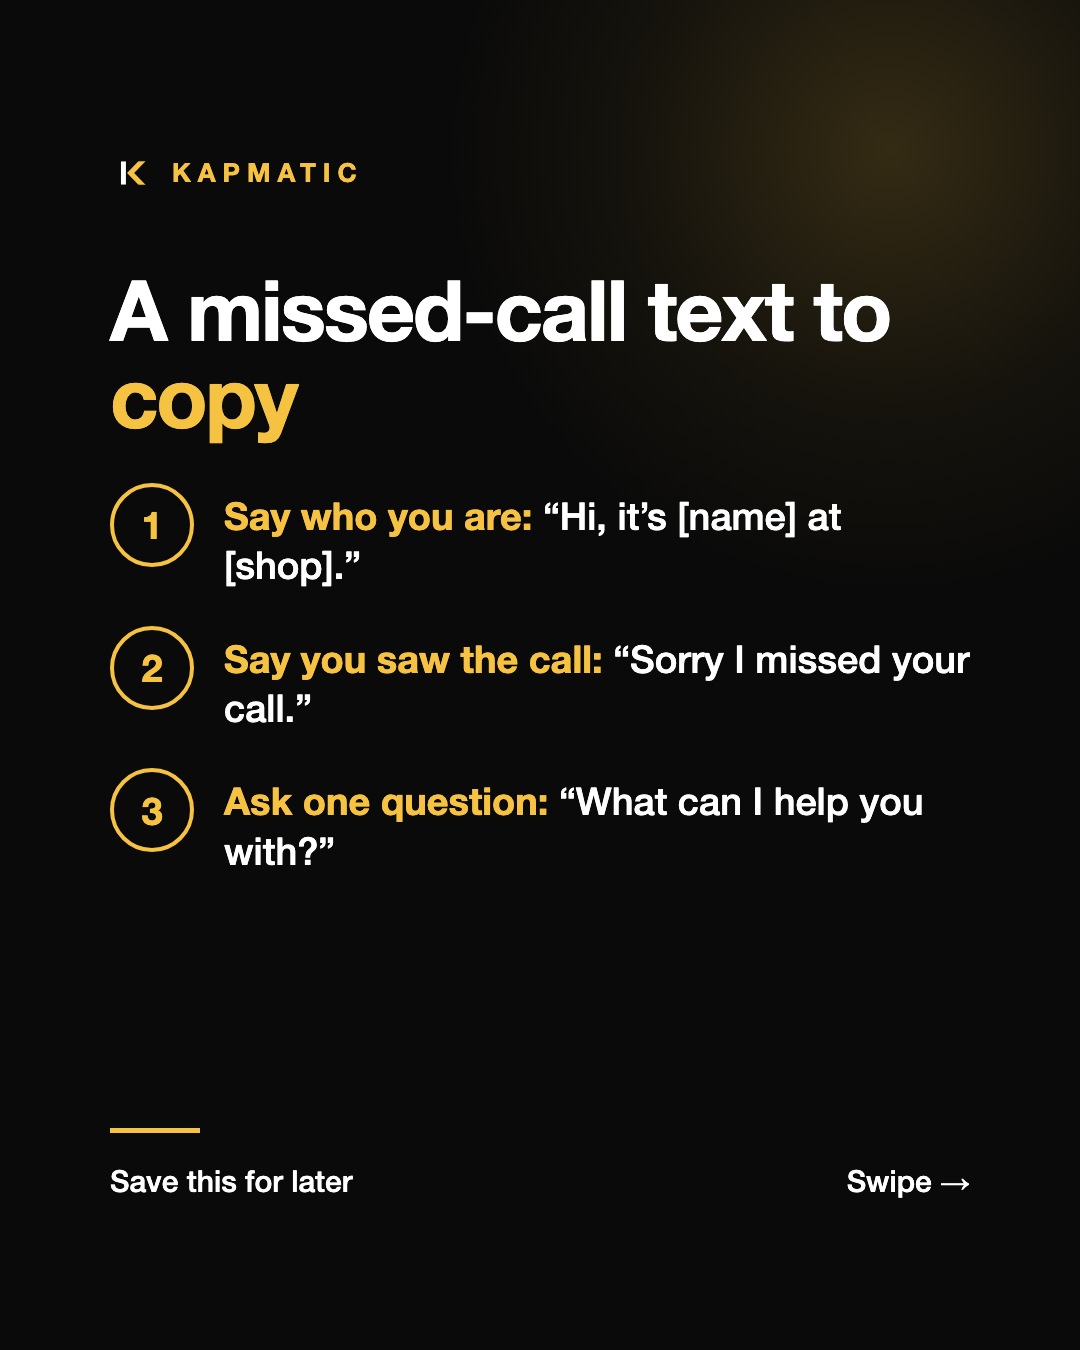 KAPMATIC
A missed-call text to
copy
1
Say who you are: “Hi, it’s [name] at
[shop].”
2
Say you saw the call: “Sorry I missed your
call.”
3
Ask one question: “What can I help you
with?”
Save this for later
Swipe →